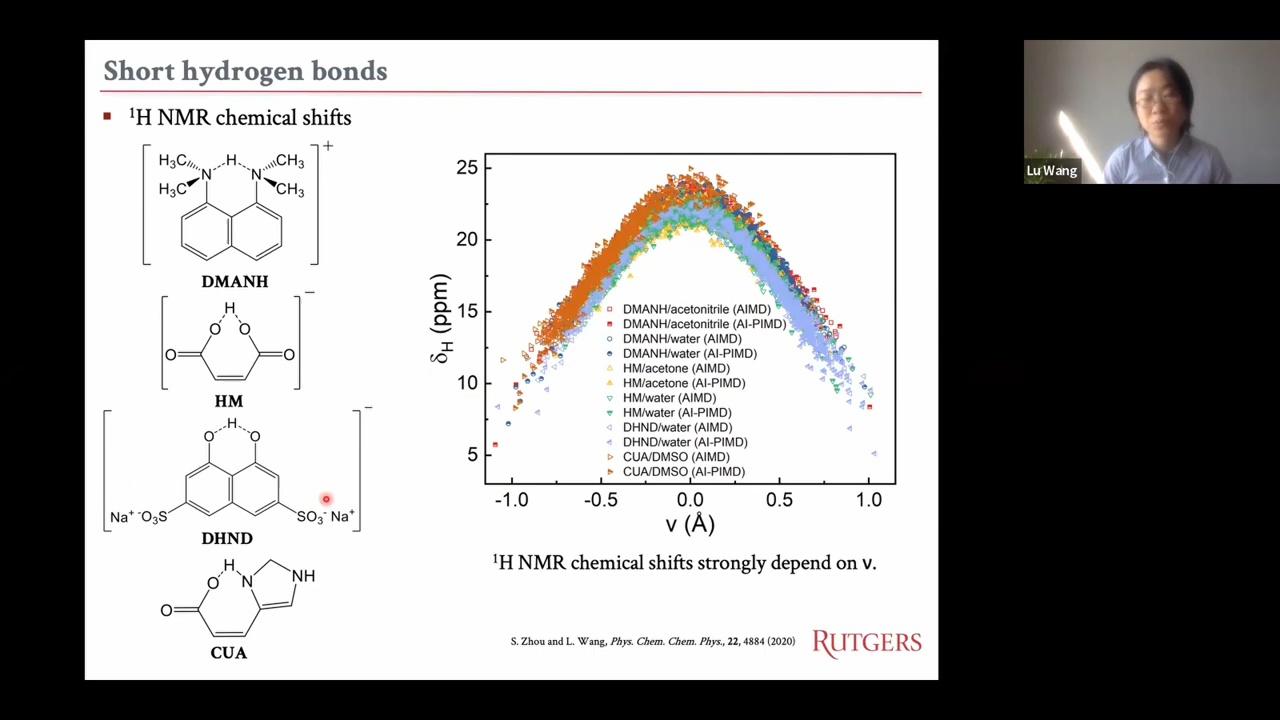 Short hydrogen bonds
¹H NMR chemical shifts
H₃C H CH₃
N N
H₃C CH₃
+
DMANH
H
O O
O O
−
HM
H
O O
Na⁺ ⁻O₃S SO₃⁻ Na⁺
−
DHND
H
O N NH
O
CUA
25
20
15
10
5
δH (ppm)
DMANH/acetonitrile (AIMD)
DMANH/acetonitrile (AI-PIMD)
DMANH/water (AIMD)
DMANH/water (AI-PIMD)
HM/acetone (AIMD)
HM/acetone (AI-PIMD)
HM/water (AIMD)
HM/water (AI-PIMD)
DHND/water (AIMD)
DHND/water (AI-PIMD)
CUA/DMSO (AIMD)
CUA/DMSO (AI-PIMD)
-1.0 -0.5 0.0 0.5 1.0
ν (Å)
¹H NMR chemical shifts strongly depend on ν.
S. Zhou and L. Wang, Phys. Chem. Chem. Phys., 22, 4884 (2020)
RUTGERS
Lu Wang